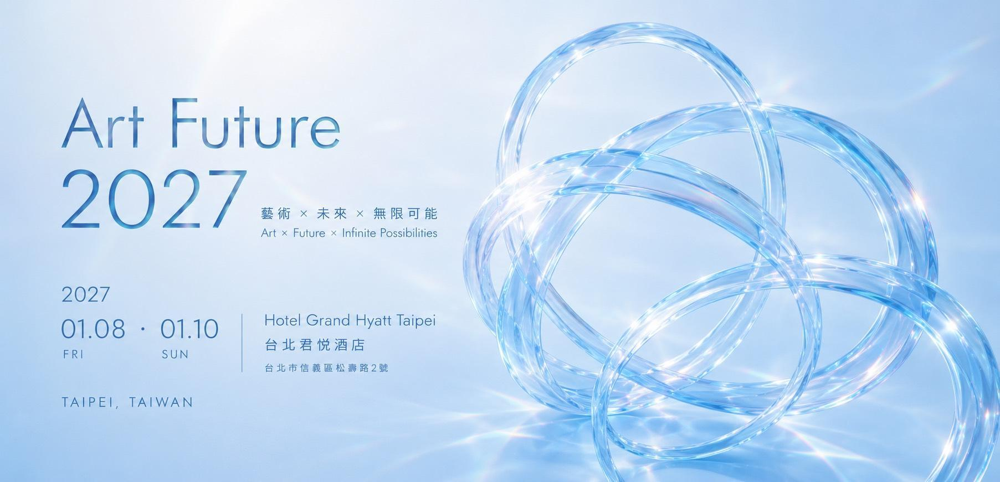 Art Future
2027
藝術 × 未來 × 無限可能
Art × Future × Infinite Possibilities
2027
01.08 · 01.10
FRI SUN
Hotel Grand Hyatt Taipei
台北君悅酒店
台北市信義區松壽路2號
TAIPEI, TAIWAN